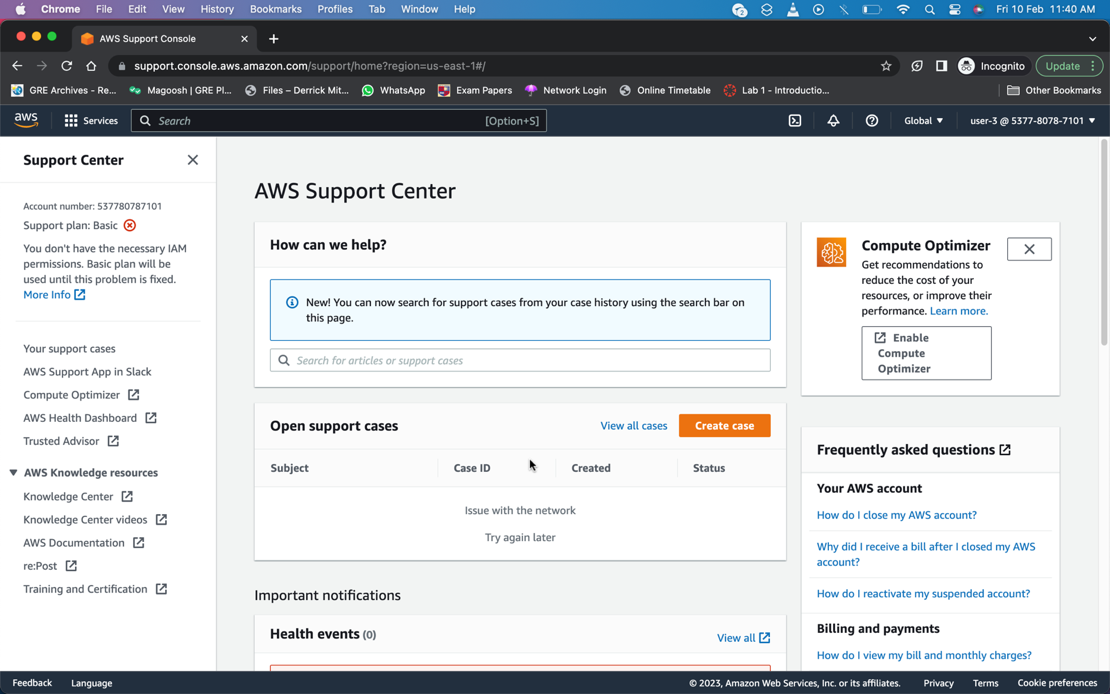 Chrome File Edit View History Bookmarks Profiles Tab Window Help Fri 10 Feb 11:40 AM
AWS Support Console
support.console.aws.amazon.com/support/home?region=us-east-1#/ Incognito Update
GRE Archives - Re... Magoosh | GRE Pl... Files – Derrick Mit... WhatsApp Exam Papers Network Login Online Timetable Lab 1 - Introductio... Other Bookmarks
aws Services Search [Option+S] Global user-3 @ 5377-8078-7101
Support Center
Account number: 537780787101
Support plan: Basic
You don't have the necessary IAM
permissions. Basic plan will be
used until this problem is fixed.
More Info
Your support cases
AWS Support App in Slack
Compute Optimizer
AWS Health Dashboard
Trusted Advisor
AWS Knowledge resources
Knowledge Center
Knowledge Center videos
AWS Documentation
re:Post
Training and Certification
AWS Support Center
How can we help?
New! You can now search for support cases from your case history using the search bar on
this page.
Search for articles or support cases
Open support cases View all cases Create case
Subject Case ID Created Status
Issue with the network
Try again later
Important notifications
Health events (0) View all
Compute Optimizer
Get recommendations to
reduce the cost of your
resources, or improve their
performance. Learn more.
Enable
Compute
Optimizer
Frequently asked questions
Your AWS account
How do I close my AWS account?
Why did I receive a bill after I closed my AWS
account?
How do I reactivate my suspended account?
Billing and payments
How do I view my bill and monthly charges?
Feedback Language © 2023, Amazon Web Services, Inc. or its affiliates. Privacy Terms Cookie preferences